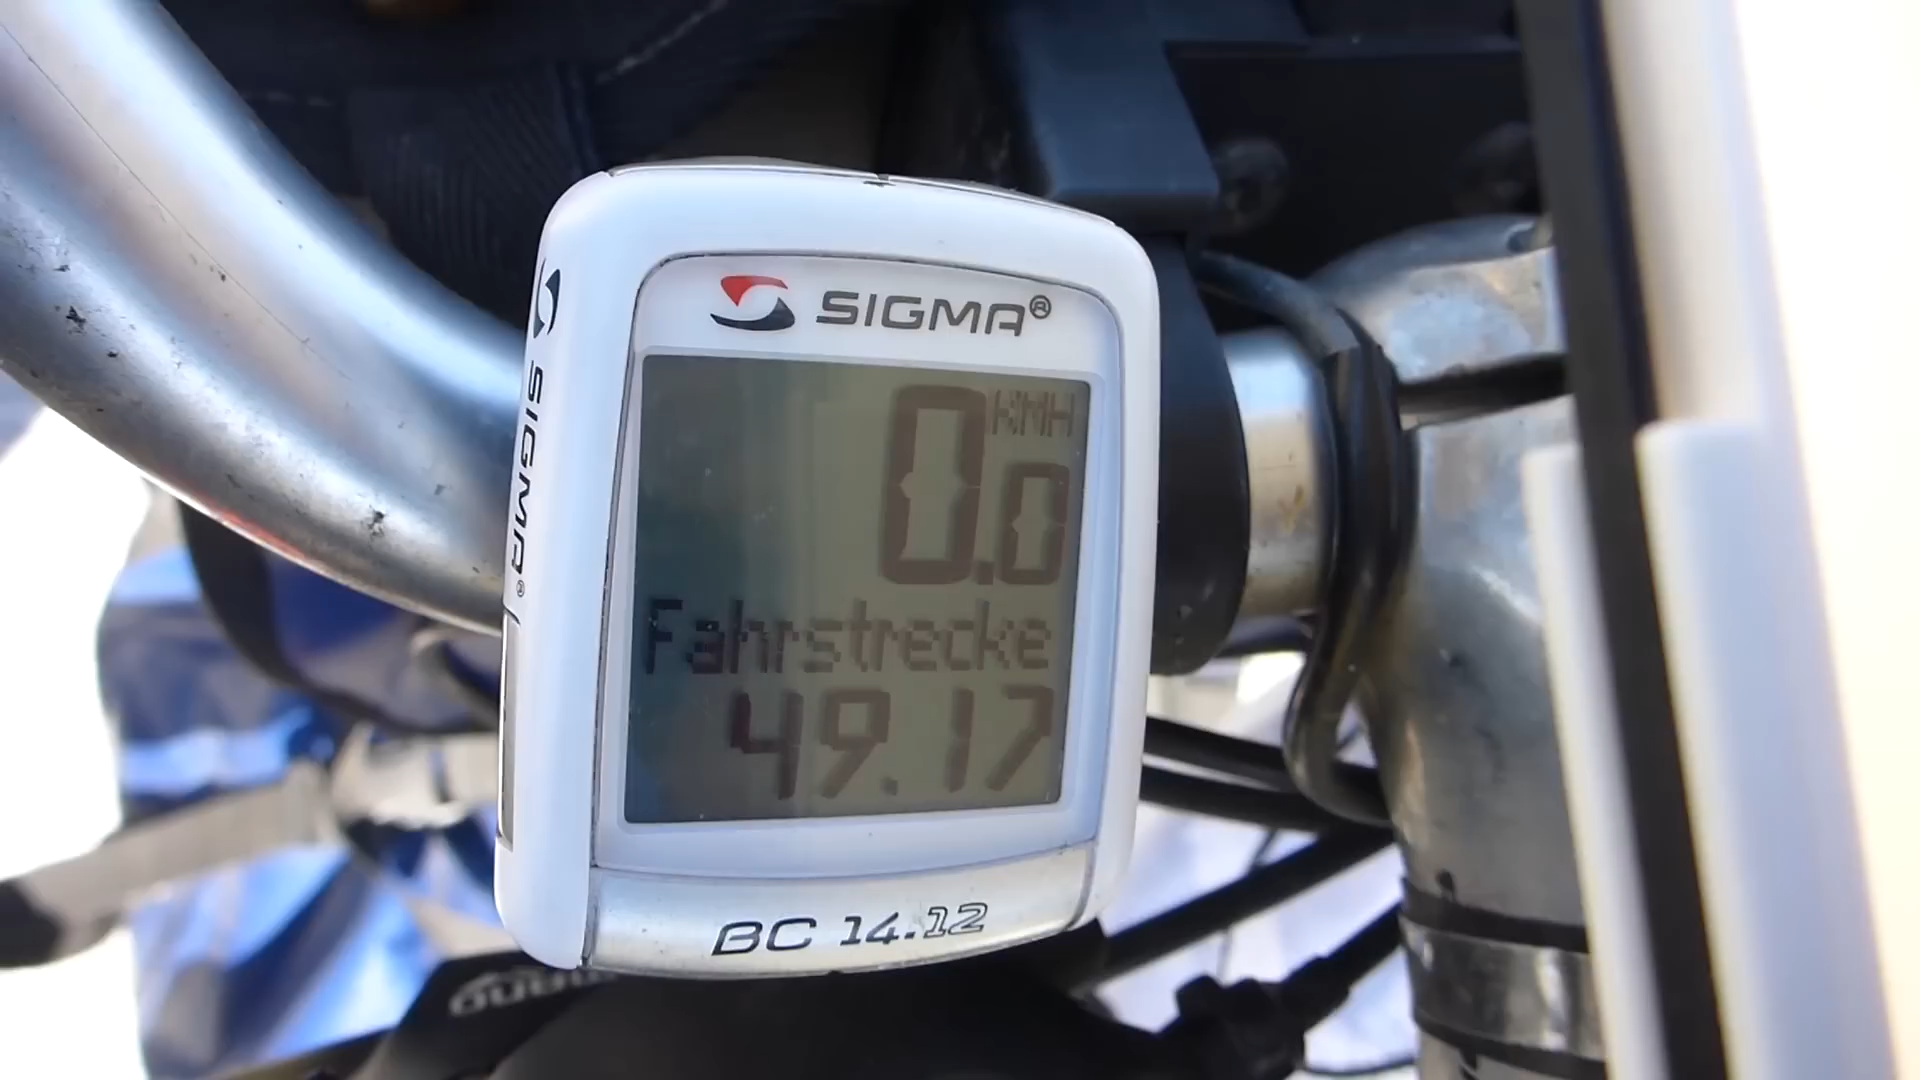 SIGMA®
SIGMA®
KMH
0.0
Fahrstrecke
49.17
BC 14.12